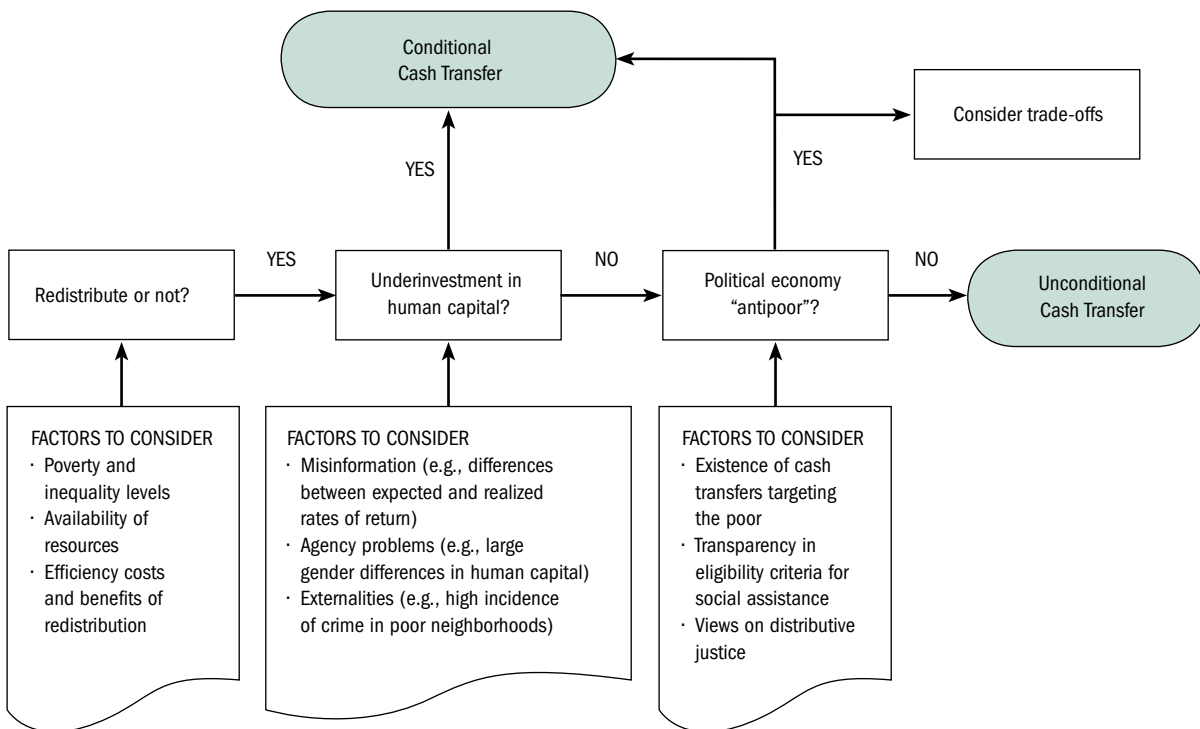 Conditional
Cash Transfer
Consider trade-offs
YES
YES
Redistribute or not?
YES
Underinvestment in
human capital?
NO
Political economy
“antipoor”?
NO
Unconditional
Cash Transfer
FACTORS TO CONSIDER
· Poverty and
inequality levels
· Availability of
resources
· Efficiency costs
and benefits of
redistribution
FACTORS TO CONSIDER
· Misinformation (e.g., differences
between expected and realized
rates of return)
· Agency problems (e.g., large
gender differences in human capital)
· Externalities (e.g., high incidence
of crime in poor neighborhoods)
FACTORS TO CONSIDER
· Existence of cash
transfers targeting
the poor
· Transparency in
eligibility criteria for
social assistance
· Views on distributive
justice